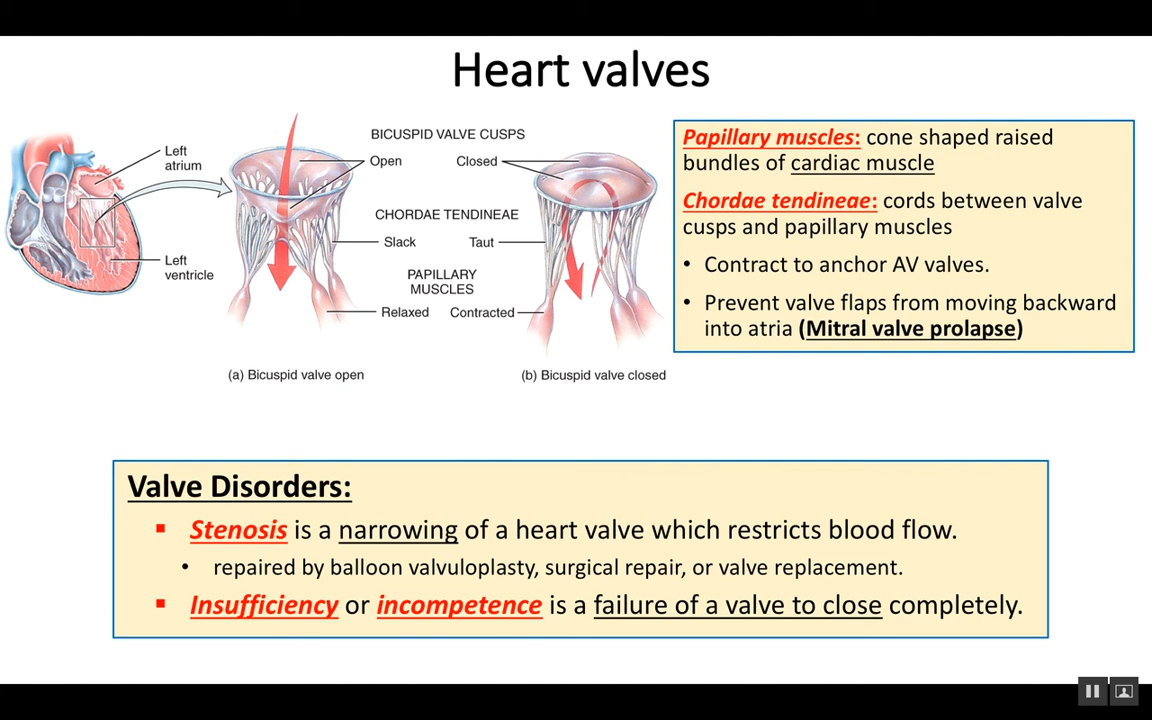 Heart valves
Left
atrium
Left
ventricle
BICUSPID VALVE CUSPS
Open
Closed
CHORDAE TENDINEAE
Slack
Taut
PAPILLARY
MUSCLES
Relaxed
Contracted
(a) Bicuspid valve open
(b) Bicuspid valve closed
Papillary muscles: cone shaped raised
bundles of cardiac muscle
Chordae tendineae: cords between valve
cusps and papillary muscles
• Contract to anchor AV valves.
• Prevent valve flaps from moving backward
into atria (Mitral valve prolapse)
Valve Disorders:
▪ Stenosis is a narrowing of a heart valve which restricts blood flow.
• repaired by balloon valvuloplasty, surgical repair, or valve replacement.
▪ Insufficiency or incompetence is a failure of a valve to close completely.